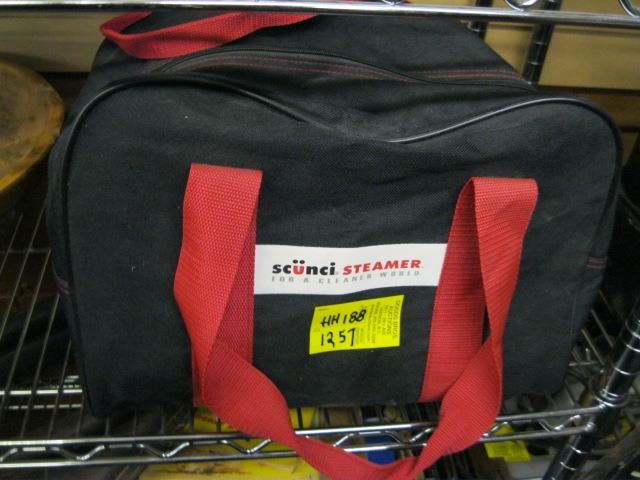 scünci STEAMER
FOR A CLEANER WORLD
HH188
1257